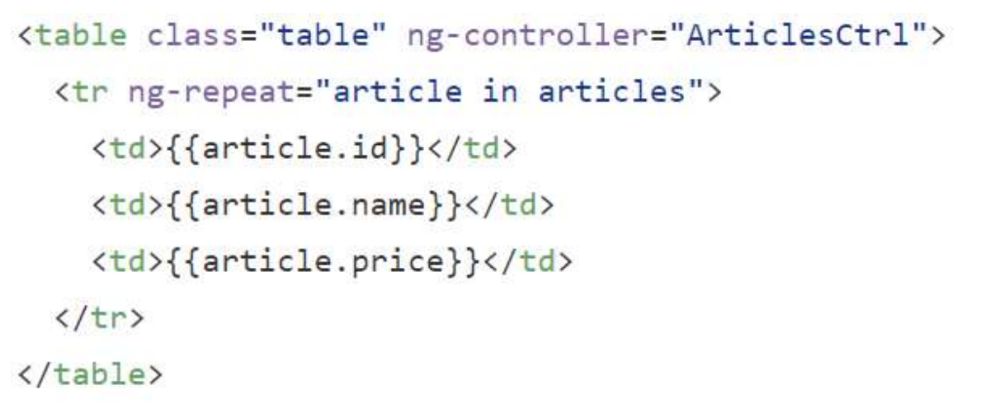 <table class="table" ng-controller="ArticlesCtrl">
  <tr ng-repeat="article in articles">
    <td>{{article.id}}</td>
    <td>{{article.name}}</td>
    <td>{{article.price}}</td>
  </tr>
</table>